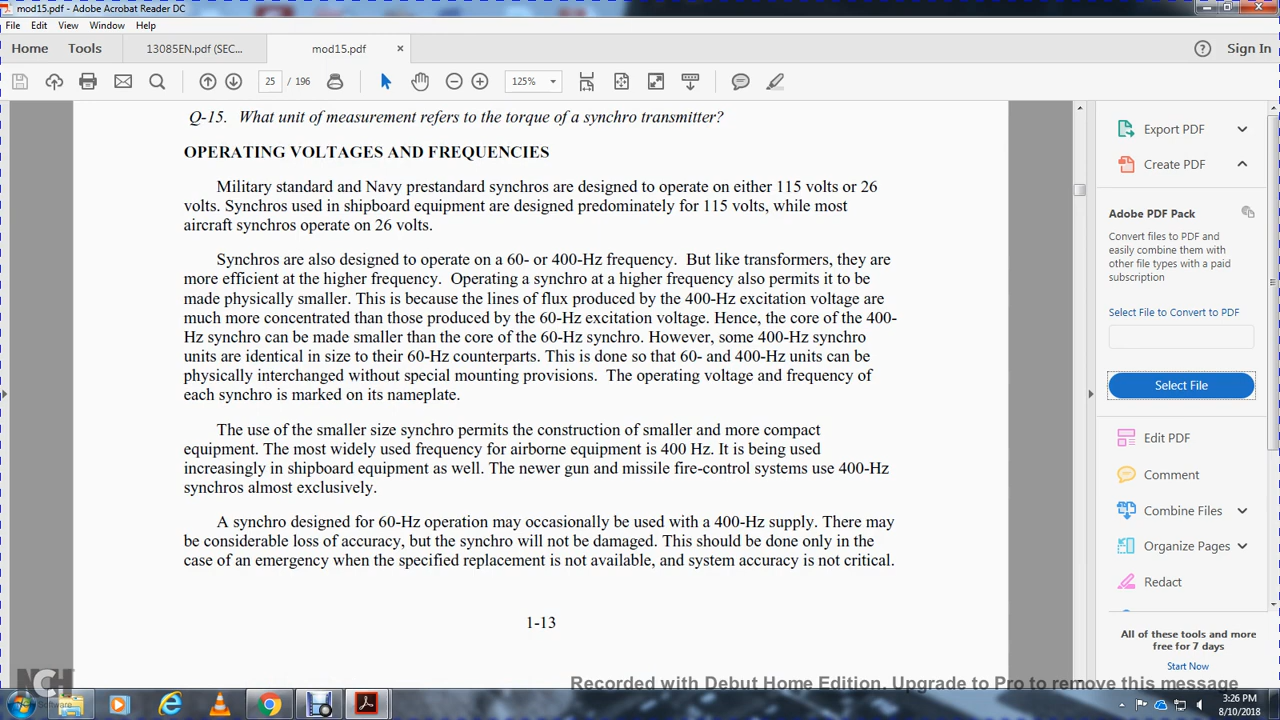 mod15.pdf - Adobe Acrobat Reader DC
File Edit View Window Help
Home Tools 13085EN.pdf (SEC... mod15.pdf × Sign In
25 / 196 125%
Q-15. What unit of measurement refers to the torque of a synchro transmitter?
OPERATING VOLTAGES AND FREQUENCIES
Military standard and Navy prestandard synchros are designed to operate on either 115 volts or 26
volts. Synchros used in shipboard equipment are designed predominately for 115 volts, while most
aircraft synchros operate on 26 volts.
Synchros are also designed to operate on a 60- or 400-Hz frequency. But like transformers, they are
more efficient at the higher frequency. Operating a synchro at a higher frequency also permits it to be
made physically smaller. This is because the lines of flux produced by the 400-Hz excitation voltage are
much more concentrated than those produced by the 60-Hz excitation voltage. Hence, the core of the 400-
Hz synchro can be made smaller than the core of the 60-Hz synchro. However, some 400-Hz synchro
units are identical in size to their 60-Hz counterparts. This is done so that 60- and 400-Hz units can be
physically interchanged without special mounting provisions. The operating voltage and frequency of
each synchro is marked on its nameplate.
The use of the smaller size synchro permits the construction of smaller and more compact
equipment. The most widely used frequency for airborne equipment is 400 Hz. It is being used
increasingly in shipboard equipment as well. The newer gun and missile fire-control systems use 400-Hz
synchros almost exclusively.
A synchro designed for 60-Hz operation may occasionally be used with a 400-Hz supply. There may
be considerable loss of accuracy, but the synchro will not be damaged. This should be done only in the
case of an emergency when the specified replacement is not available, and system accuracy is not critical.
1-13
Export PDF
Create PDF
Adobe PDF Pack
Convert files to PDF and
easily combine them with
other file types with a paid
subscription
Select File to Convert to PDF
Select File
Edit PDF
Comment
Combine Files
Organize Pages
Redact
All of these tools and more
free for 7 days
Start Now
NCH
Software
Recorded with Debut Home Edition. Upgrade to Pro to remove this message
3:26 PM
8/10/2018